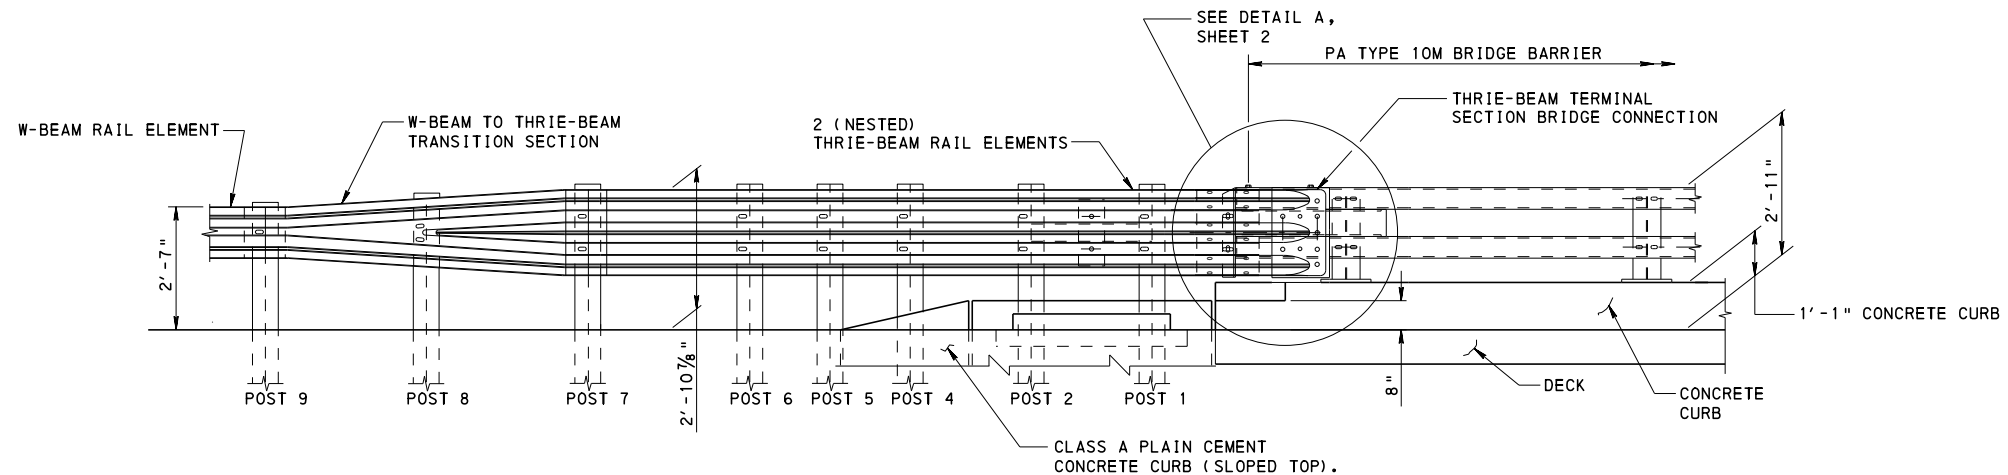 SEE DETAIL A,
SHEET 2
PA TYPE 10M BRIDGE BARRIER
THRIE-BEAM TERMINAL
SECTION BRIDGE CONNECTION
W-BEAM RAIL ELEMENT
W-BEAM TO THRIE-BEAM
TRANSITION SECTION
2 (NESTED)
THRIE-BEAM RAIL ELEMENTS
2'-7"
2'-10⅞"
2'-11"
1'-1" CONCRETE CURB
8"
DECK
CONCRETE
CURB
POST 9
POST 8
POST 7
POST 6
POST 5
POST 4
POST 2
POST 1
CLASS A PLAIN CEMENT
CONCRETE CURB (SLOPED TOP).